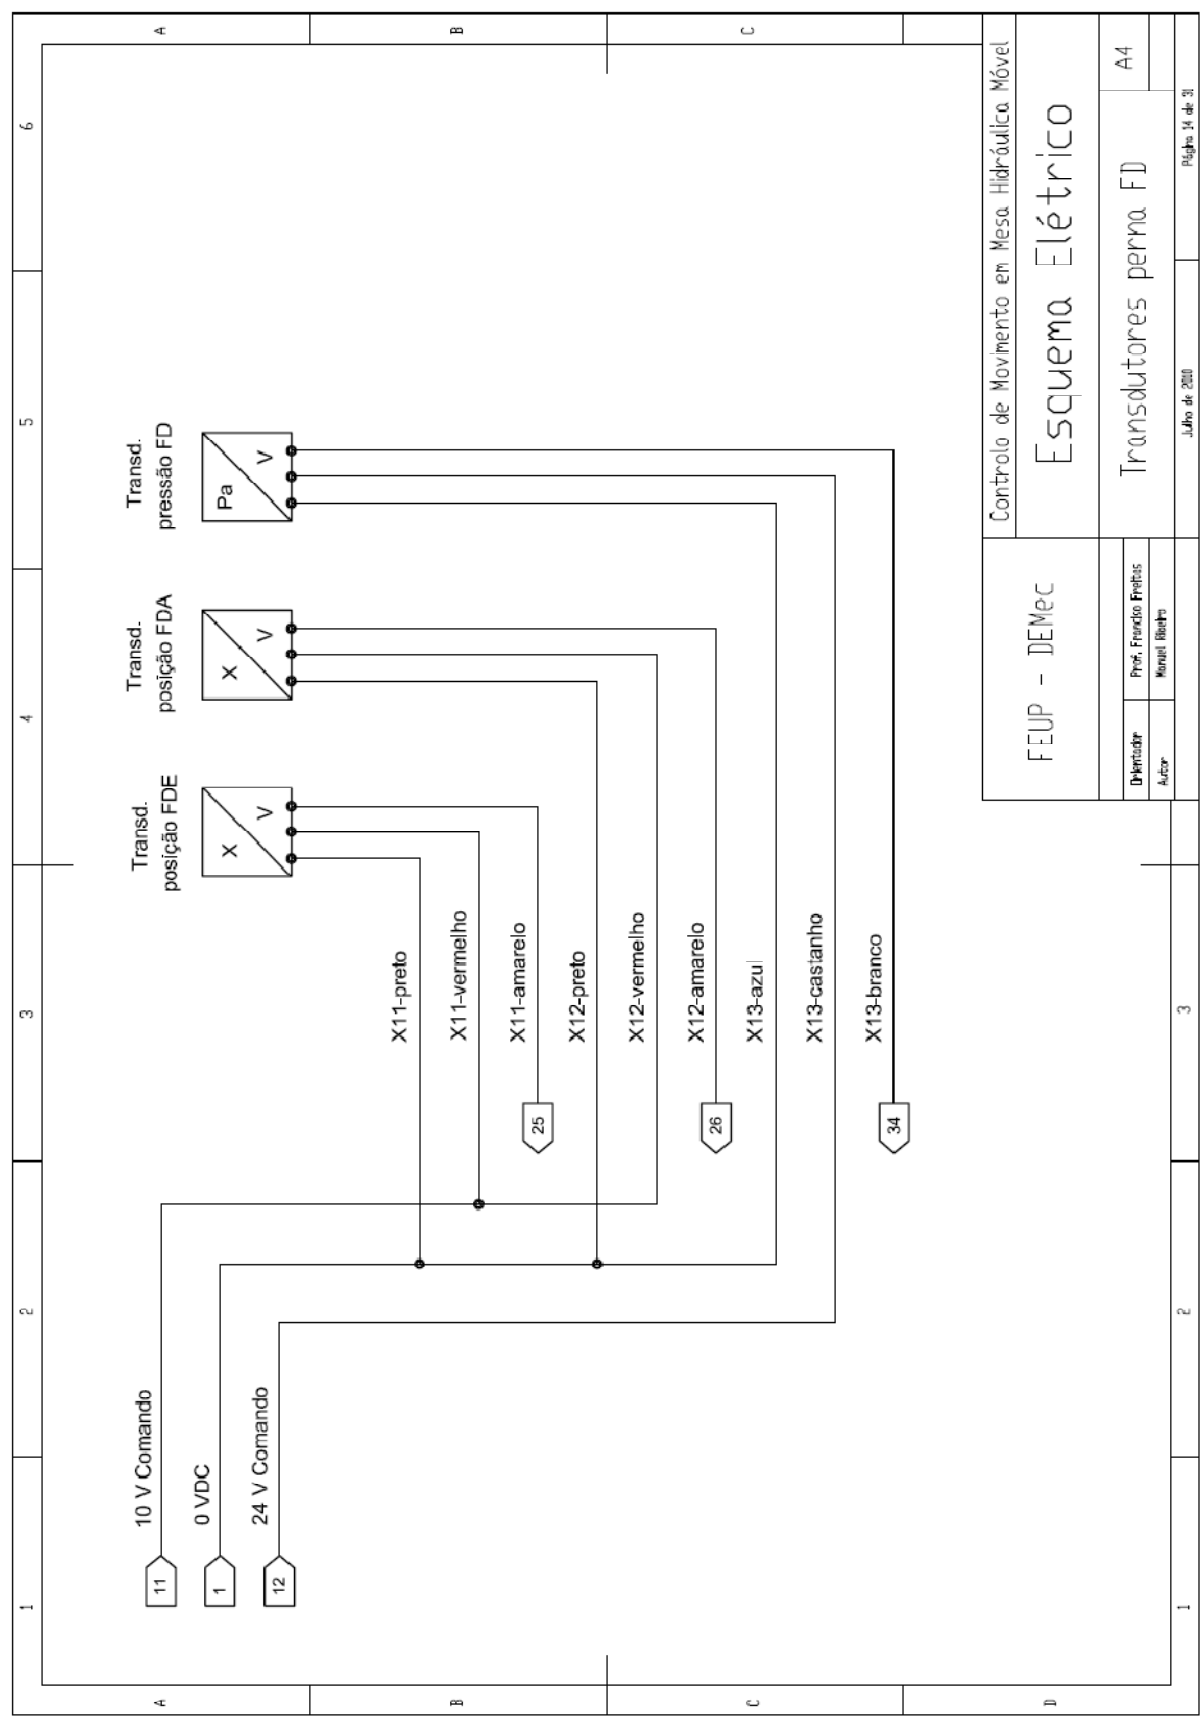 1
2
3
4
5
6
A
B
C
A
B
C
D
1
2
3
11
10 V Comando
1
0 VDC
12
24 V Comando
Transd.
posição FDE
X
V
Transd.
posição FDA
X
V
Transd.
pressão FD
Pa
V
X11-preto
X11-vermelho
X11-amarelo
25
X12-preto
X12-vermelho
X12-amarelo
26
X13-azul
X13-castanho
X13-branco
34
FEUP - DEMec
Controlo de Movimento em Mesa Hidráulica Móvel
Esquema Elétrico
Orientador
Prof. Francisco Freitas
Autor
Manuel Ribeiro
Transdutores perna FD
A4
Julho de 2010
Página 14 de 31